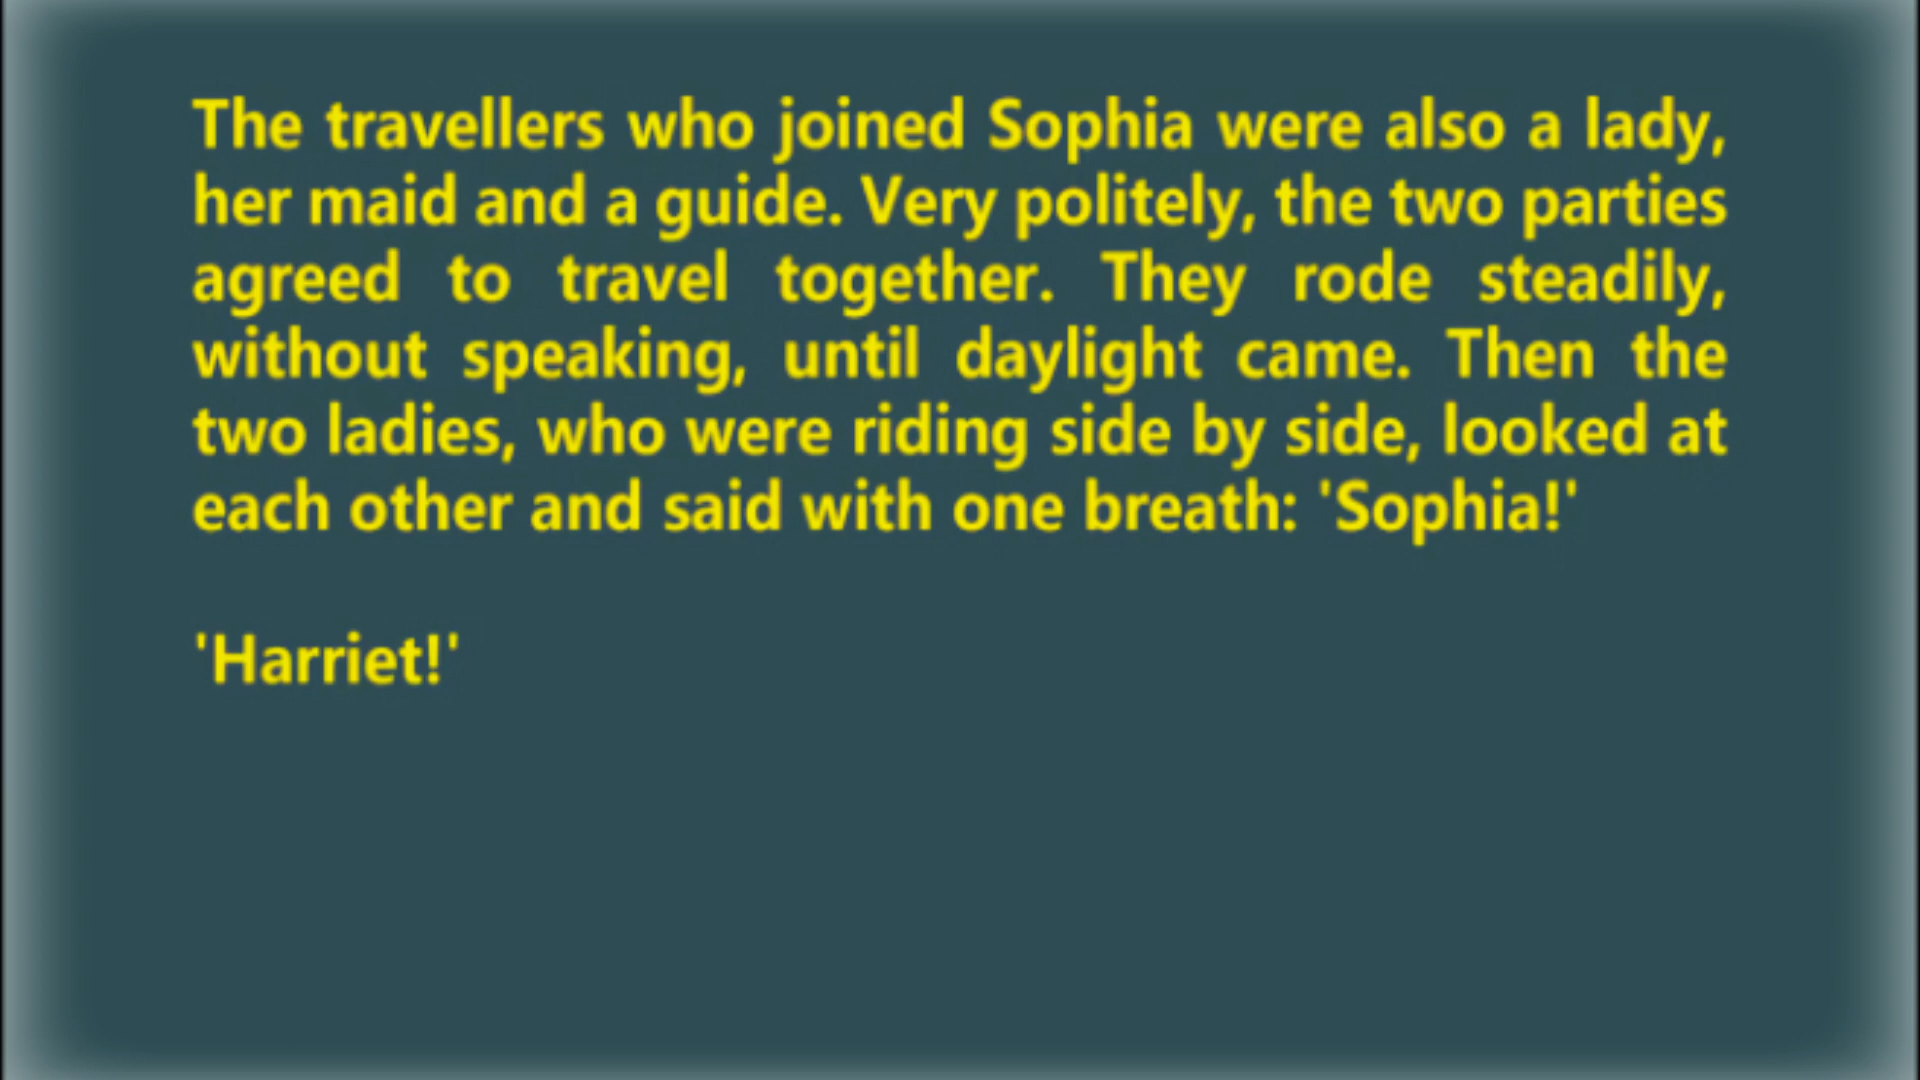 The travellers who joined Sophia were also a lady,
her maid and a guide. Very politely, the two parties
agreed to travel together. They rode steadily,
without speaking, until daylight came. Then the
two ladies, who were riding side by side, looked at
each other and said with one breath: 'Sophia!'
'Harriet!'